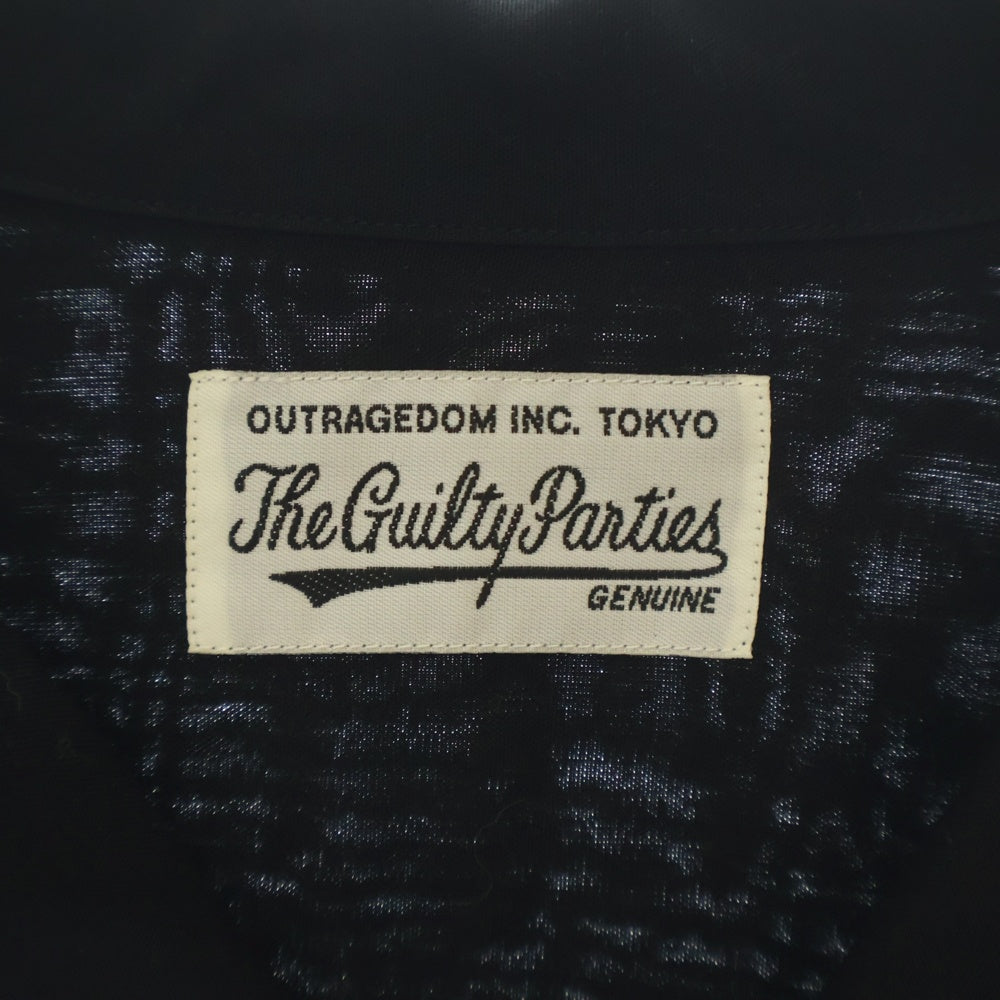 OUTRAGEDOM INC. TOKYO
The Guilty Parties
GENUINE